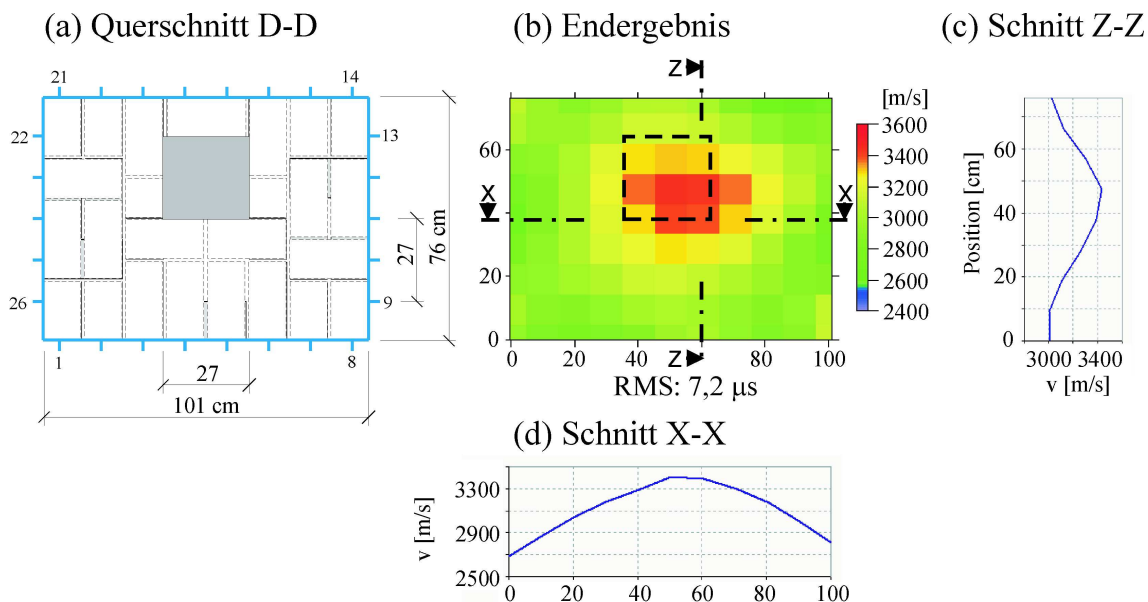 (a) Querschnitt D-D
21
14
22
13
26
9
1
8
27
76 cm
27
101 cm
(b) Endergebnis
Z
X
X
Z
60
40
20
0
0 20 40 60 80 100
RMS: 7,2 µs
[m/s]
3600
3400
3200
3000
2800
2600
2400
(c) Schnitt Z-Z
Position [cm]
60
40
20
0
3000 3400
v [m/s]
(d) Schnitt X-X
v [m/s]
3300
2900
2500
0 20 40 60 80 100